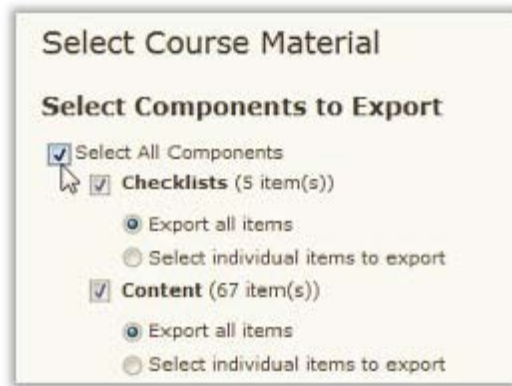 Select Course Material
Select Components to Export
Select All Components
Checklists (5 item(s))
Export all items
Select individual items to export
Content (67 item(s))
Export all items
Select individual items to export